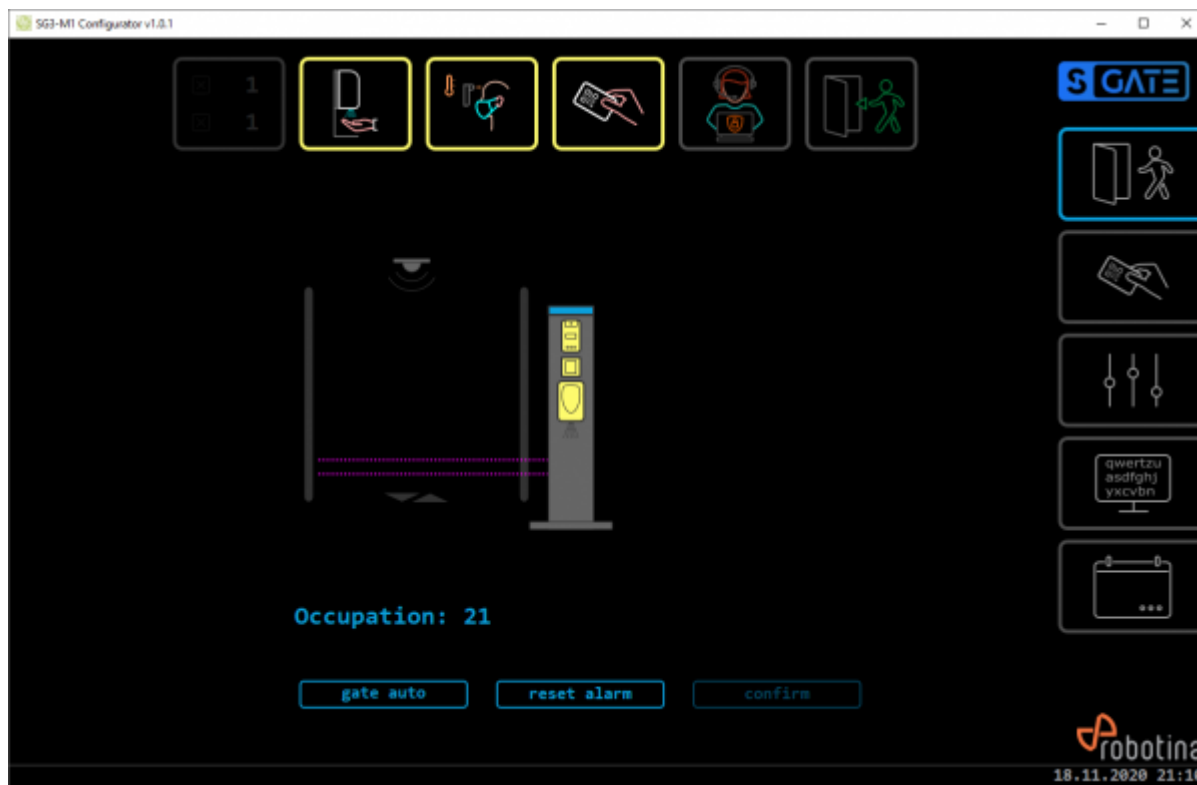 SG3-M1 Configurator v1.0.1
1
1
S GATE
qwertzu
asdfghj
yxcvbn
Occupation: 21
gate auto
reset alarm
confirm
robotina
18.11.2020 21:16